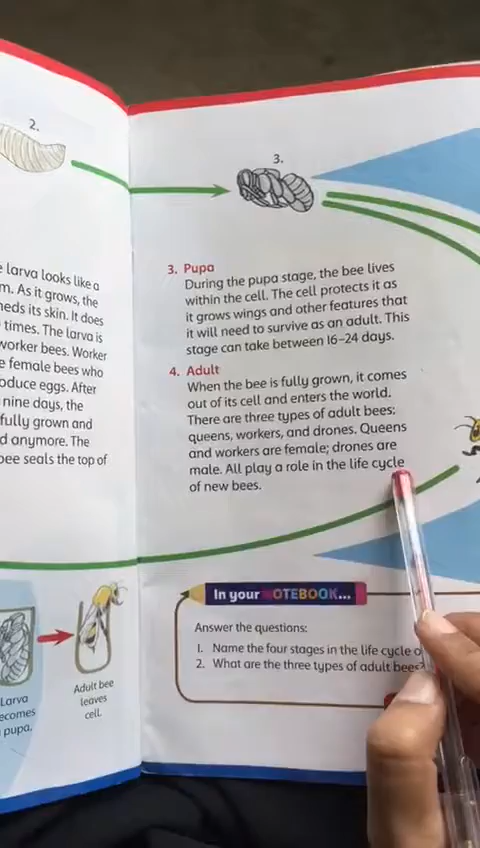 2.
larva looks like a
As it grows, the
its skin. It does
times. The larva is
worker bees. Worker
female bees who
eggs. After
nine days, the
fully grown and
anymore. The
bee seals the top of
3.
3. Pupa
During the pupa stage, the bee lives
within the cell. The cell protects it as
it grows wings and other features that
it will need to survive as an adult. This
stage can take between 16–24 days.
4. Adult
When the bee is fully grown, it comes
out of its cell and enters the world.
There are three types of adult bees:
queens, workers, and drones. Queens
and workers are female; drones are
male. All play a role in the life cycle
of new bees.
Larva
pupa.
Adult bee
leaves
cell.
In your NOTEBOOK...
Answer the questions:
1. Name the four stages in the life cycle
2. What are the three types of adult bees?